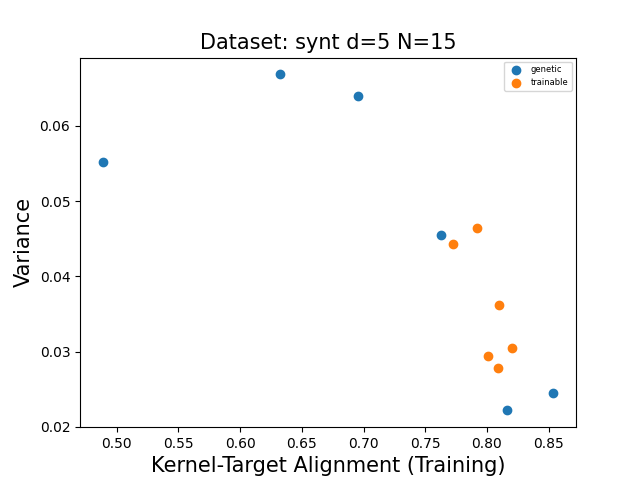 Dataset: synt d=5 N=15
genetic
trainable
Variance
0.06
0.05
0.04
0.03
0.02
0.50 0.55 0.60 0.65 0.70 0.75 0.80 0.85
Kernel-Target Alignment (Training)